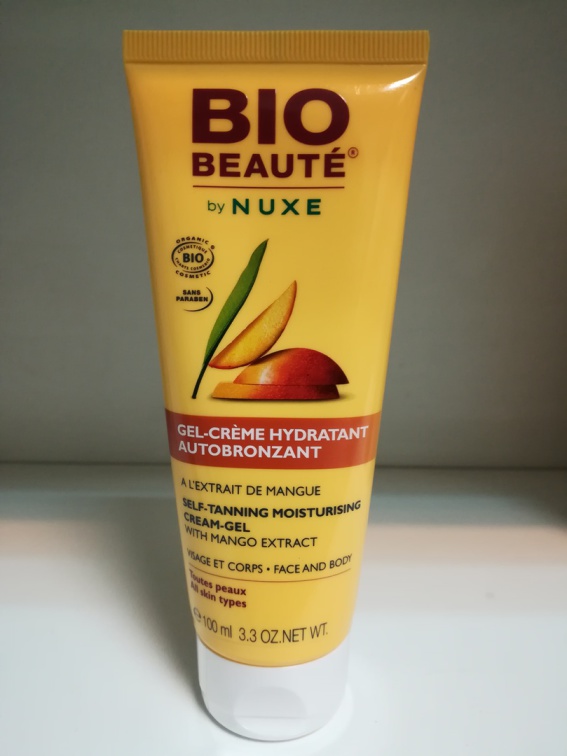 BIO
BEAUTÉ®
by NUXE
ORGANIC
COSMETIQUE
BIO
COSMETIC
SANS
PARABEN
GEL-CRÈME HYDRATANT
AUTOBRONZANT
A L'EXTRAIT DE MANGUE
SELF-TANNING MOISTURISING
CREAM-GEL
WITH MANGO EXTRACT
VISAGE ET CORPS • FACE AND BODY
Toutes peaux
All skin types
℮ 100 ml 3.3 OZ.NET WT.